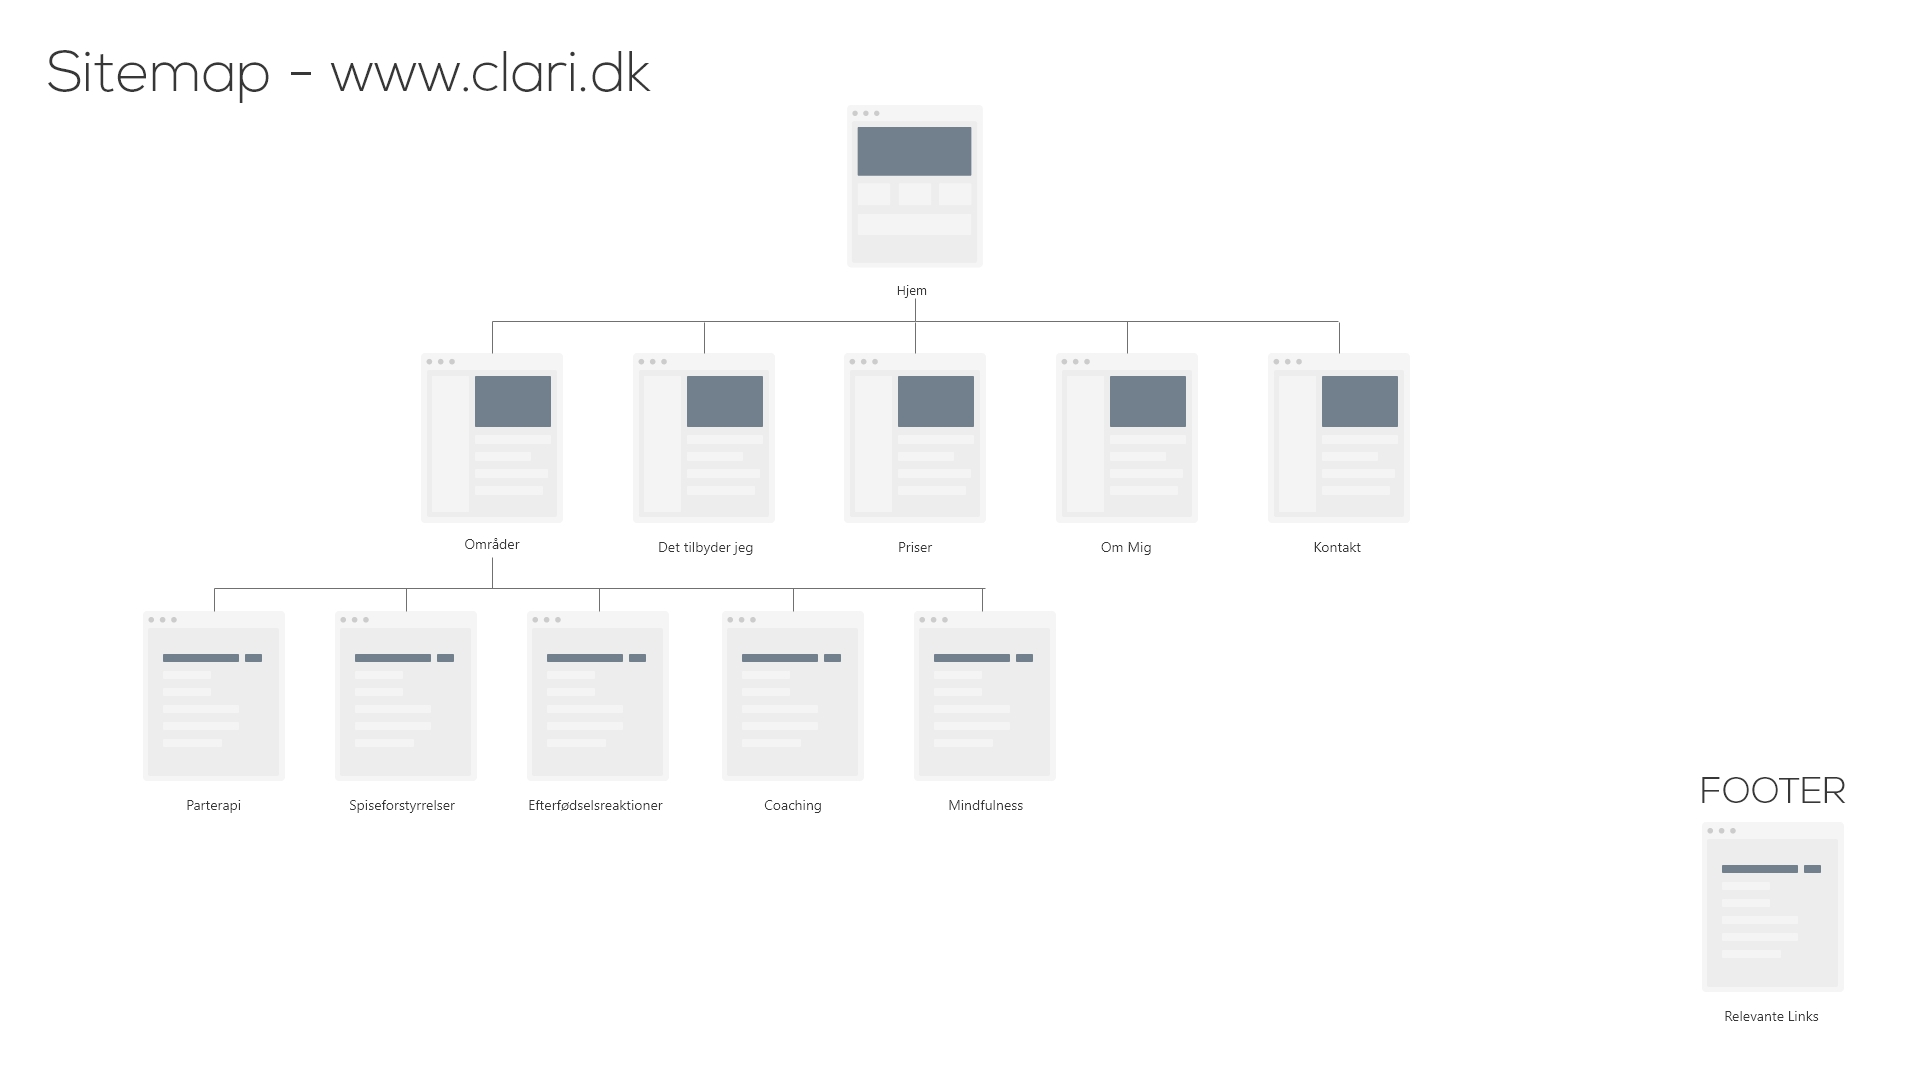 Sitemap - www.clari.dk
Hjem
Områder
Det tilbyder jeg
Priser
Om Mig
Kontakt
Parterapi
Spiseforstyrrelser
Efterfødselsreaktioner
Coaching
Mindfulness
FOOTER
Relevante Links